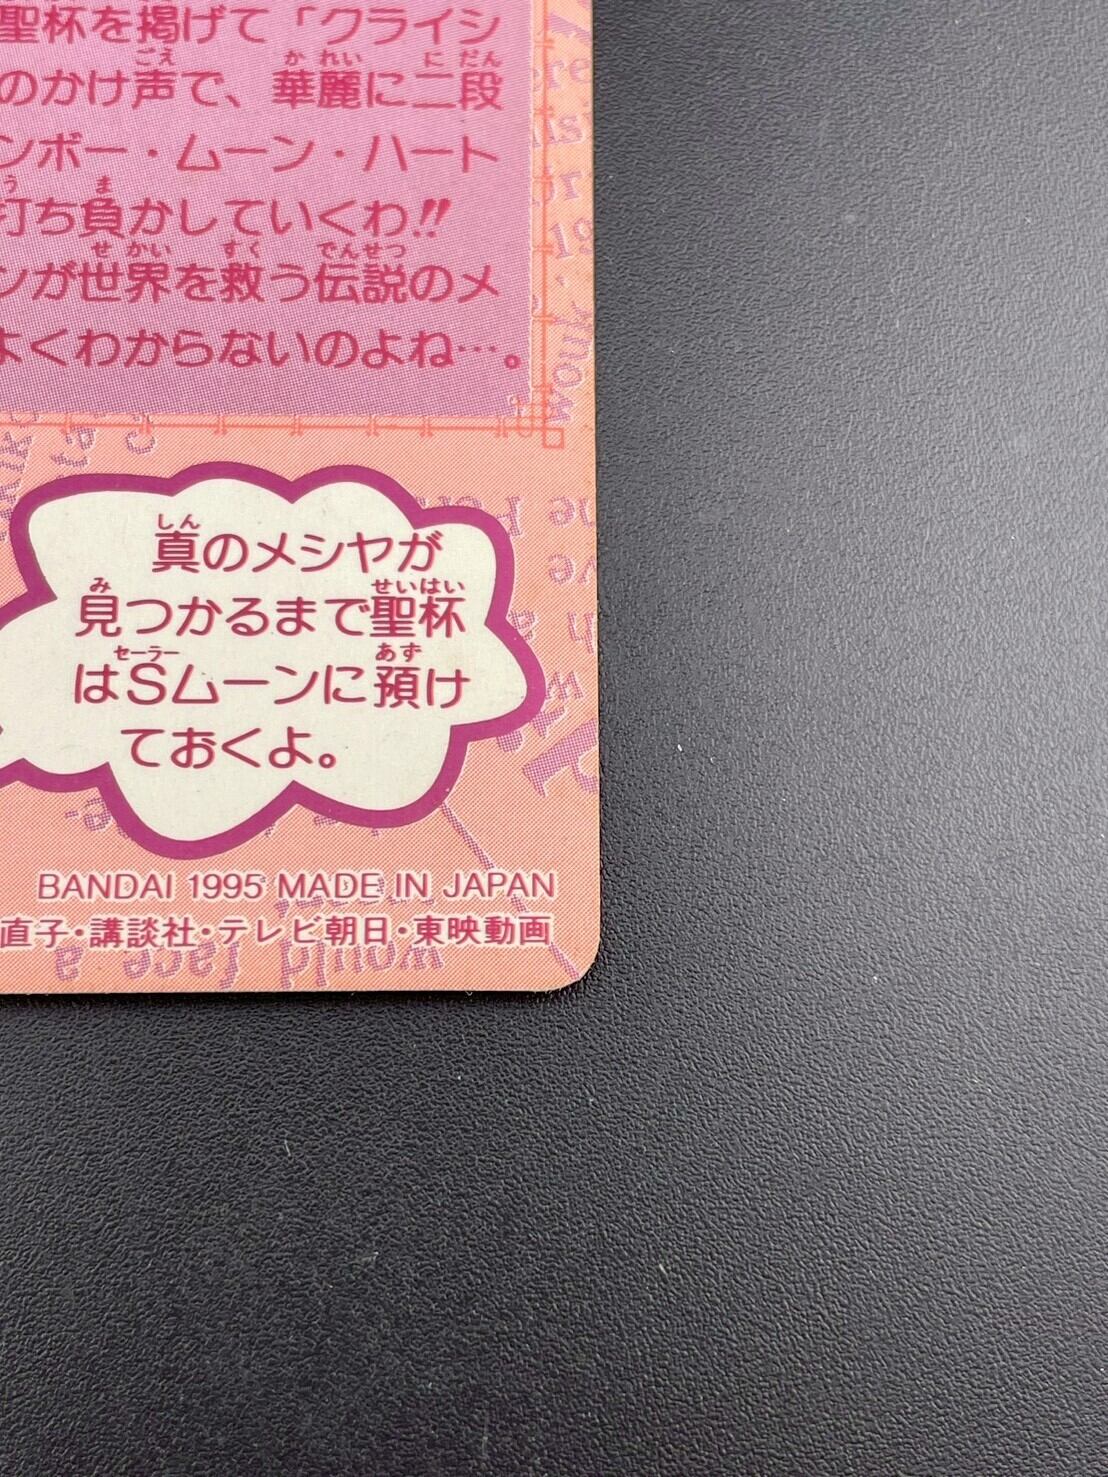 聖杯を掲げて「クライシ
のかけ声で、華麗に二段
ンボー・ムーン・ハート
打ち負かしていくわ!!
ンが世界を救う伝説のメ
よくわからないのよね…。
真のメシヤが
見つかるまで聖杯
はSムーンに預け
ておくよ。
BANDAI 1995 MADE IN JAPAN
直子・講談社・テレビ朝日・東映動画
would face a